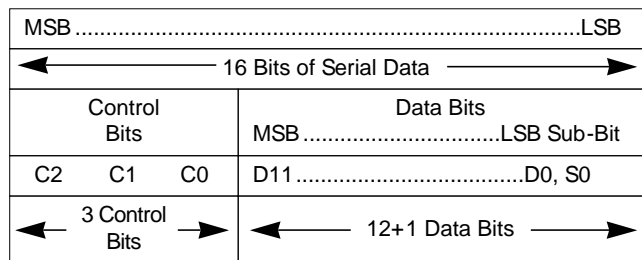 MSB...........................................................................LSB
16 Bits of Serial Data
Control
Bits
Data Bits
MSB.............................LSB Sub-Bit
C2 C1 C0
D11...................................D0, S0
3 Control
Bits
12+1 Data Bits